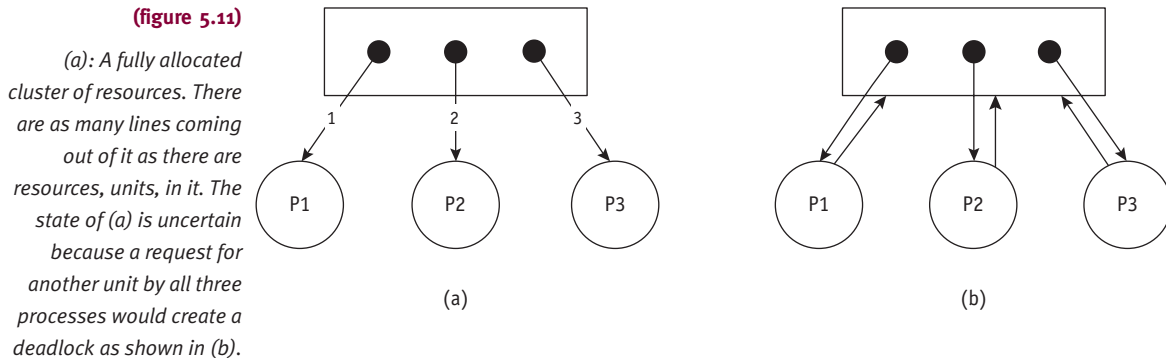 (figure 5.11)
(a): A fully allocated
cluster of resources. There
are as many lines coming
out of it as there are
resources, units, in it. The
state of (a) is uncertain
because a request for
another unit by all three
processes would create a
deadlock as shown in (b).
1
2
3
P1
P2
P3
(a)
P1
P2
P3
(b)